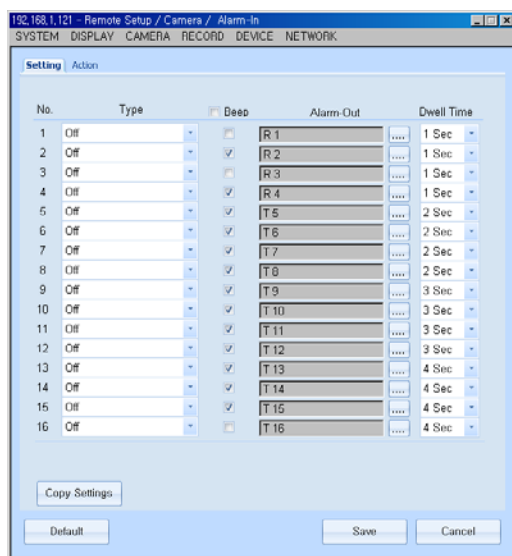 192,168,1,121 - Remote Setup / Camera / Alarm-In
SYSTEM DISPLAY CAMERA RECORD DEVICE NETWORK
Setting Action
No. Type Beep Alarm-Out Dwell Time
1 Off R 1 .... 1 Sec
2 Off R 2 .... 1 Sec
3 Off R 3 .... 1 Sec
4 Off R 4 .... 1 Sec
5 Off T 5 .... 2 Sec
6 Off T 6 .... 2 Sec
7 Off T 7 .... 2 Sec
8 Off T 8 .... 2 Sec
9 Off T 9 .... 3 Sec
10 Off T 10 .... 3 Sec
11 Off T 11 .... 3 Sec
12 Off T 12 .... 3 Sec
13 Off T 13 .... 4 Sec
14 Off T 14 .... 4 Sec
15 Off T 15 .... 4 Sec
16 Off T 16 .... 4 Sec
Copy Settings
Default Save Cancel